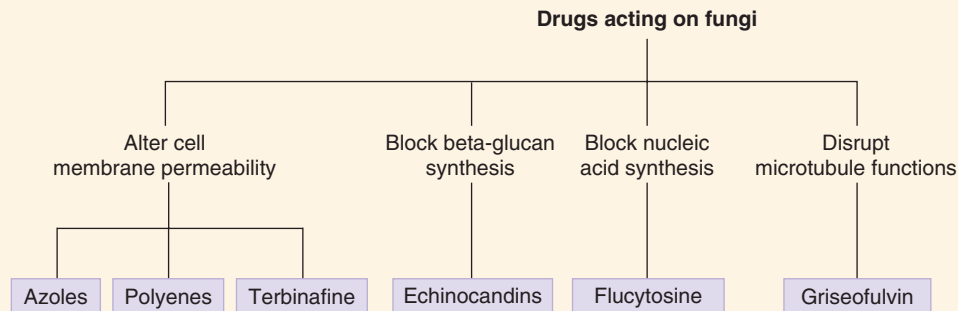 Drugs acting on fungi
Alter cell
membrane permeability
Block beta-glucan
synthesis
Block nucleic
acid synthesis
Disrupt
microtubule functions
Azoles
Polyenes
Terbinafine
Echinocandins
Flucytosine
Griseofulvin